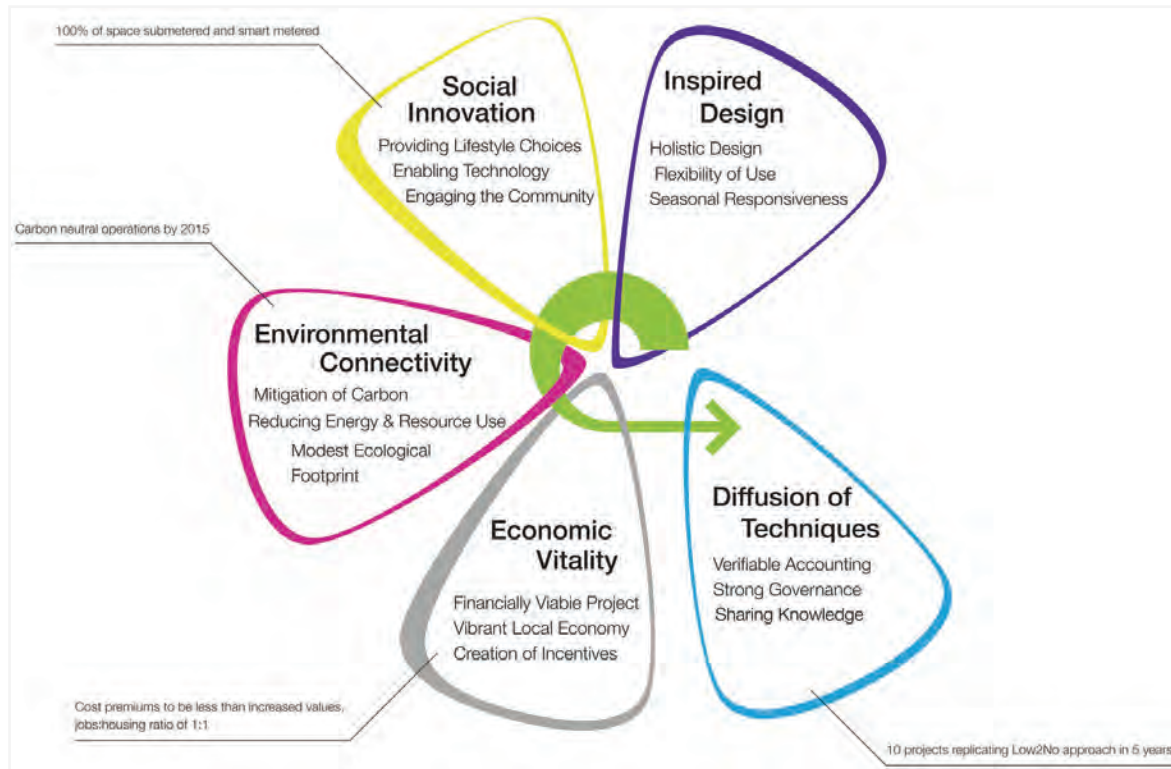 100% of space submetered and smart metered
Social
Innovation
Providing Lifestyle Choices
Enabling Technology
Engaging the Community
Inspired
Design
Holistic Design
Flexibility of Use
Seasonal Responsiveness
Carbon neutral operations by 2015
Environmental
Connectivity
Mitigation of Carbon
Reducing Energy & Resource Use
Modest Ecological
Footprint
Economic
Vitality
Financially Viable Project
Vibrant Local Economy
Creation of Incentives
Diffusion of
Techniques
Verifiable Accounting
Strong Governance
Sharing Knowledge
Cost premiums to be less than increased values,
jobs:housing ratio of 1:1
10 projects replicating Low2No approach in 5 years